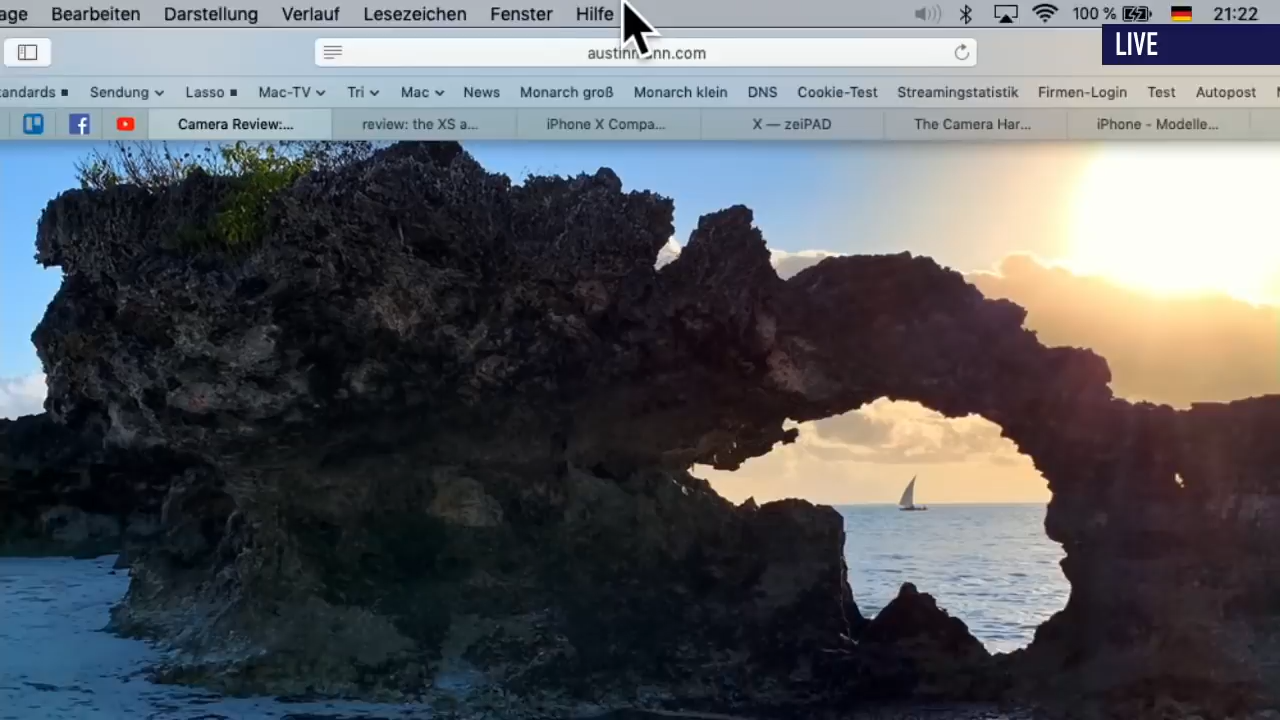 age Bearbeiten Darstellung Verlauf Lesezeichen Fenster Hilfe 100 % 21:22
LIVE
tandards Sendung Lasso Mac-TV Tri Mac News Monarch groß Monarch klein DNS Cookie-Test Streamingstatistik Firmen-Login Test Autopost
Camera Review:... review: the XS a... iPhone X Compa... X — zeiPAD The Camera Har... iPhone - Modelle...